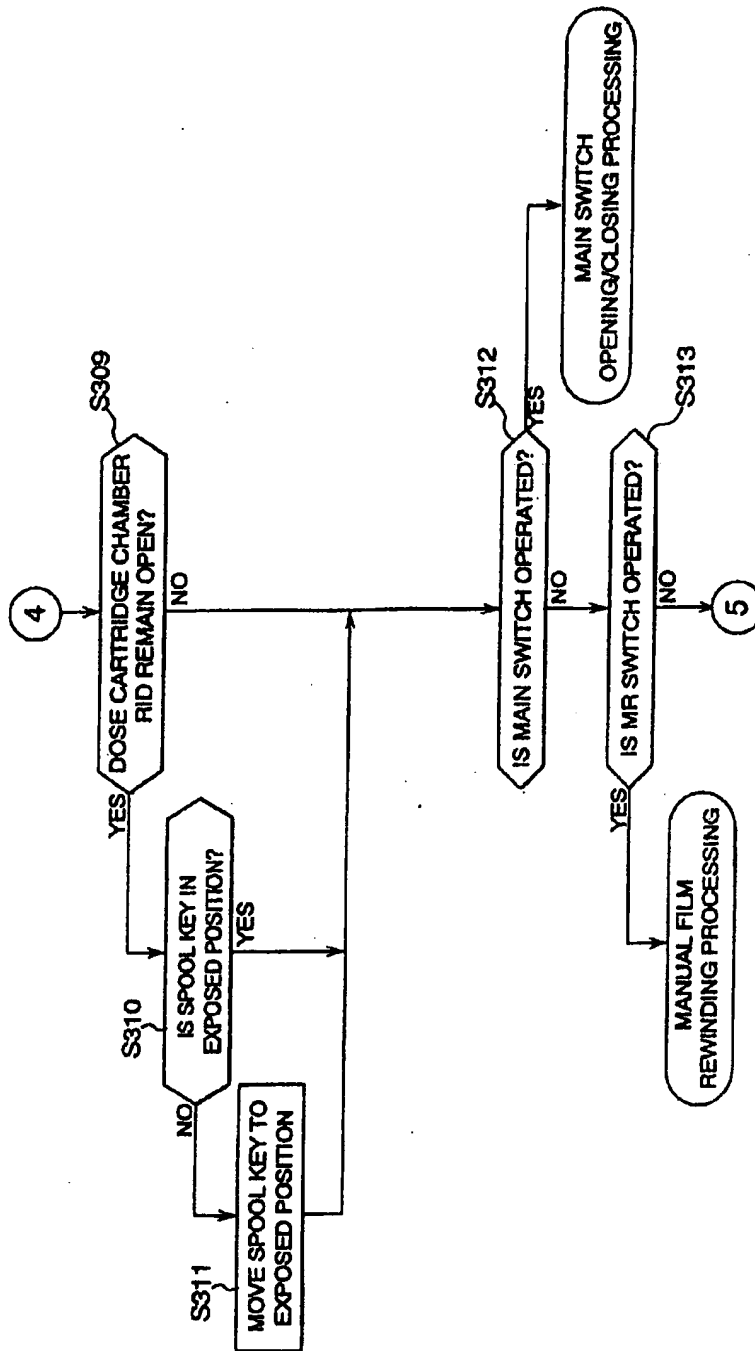 4
S309
DOSE CARTRIDGE CHAMBER
RID REMAIN OPEN?
YES
NO
S310
IS SPOOL KEY IN
EXPOSED POSITION?
NO
YES
S311
MOVE SPOOL KEY TO
EXPOSED POSITION
S312
IS MAIN SWITCH OPERATED?
YES
NO
MAIN SWITCH
OPENING/CLOSING PROCESSING
S313
IS MR SWITCH OPERATED?
YES
NO
MANUAL FILM
REWINDING PROCESSING
5